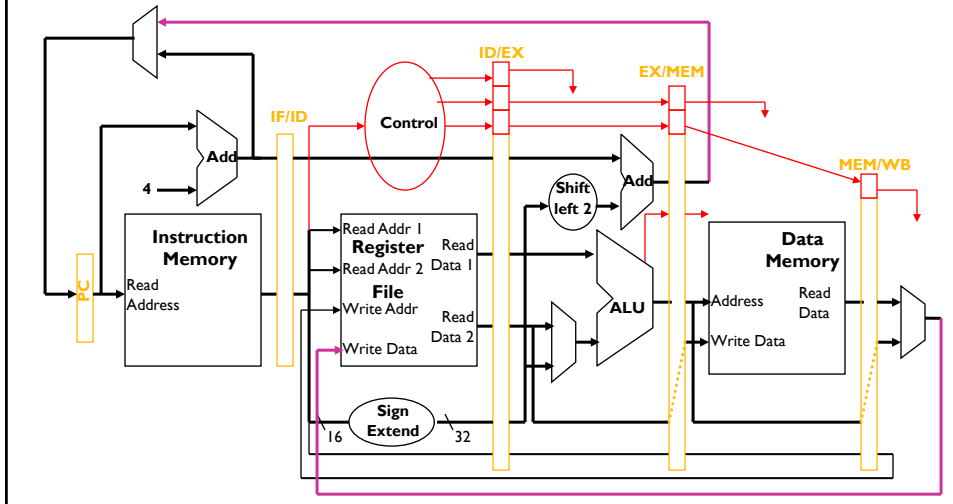 ID/EX
EX/MEM
IF/ID
Control
MEM/WB
Add
4
Shift
left 2
Add
Instruction
Memory
Read Addr 1
Register
Read Addr 2
File
Write Addr
Write Data
Read
Data 1
Read
Data 2
Data
Memory
PC
Read
Address
ALU
Address
Read
Data
Write Data
Sign
Extend
16
32